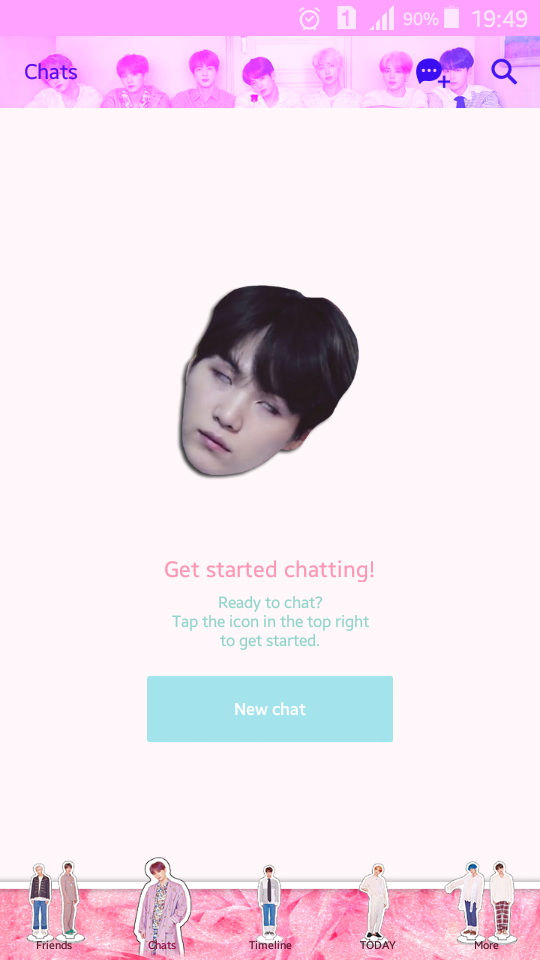 1 90% 19:49
Chats
Get started chatting!
Ready to chat?
Tap the icon in the top right
to get started.
New chat
Friends Chats Timeline TODAY More